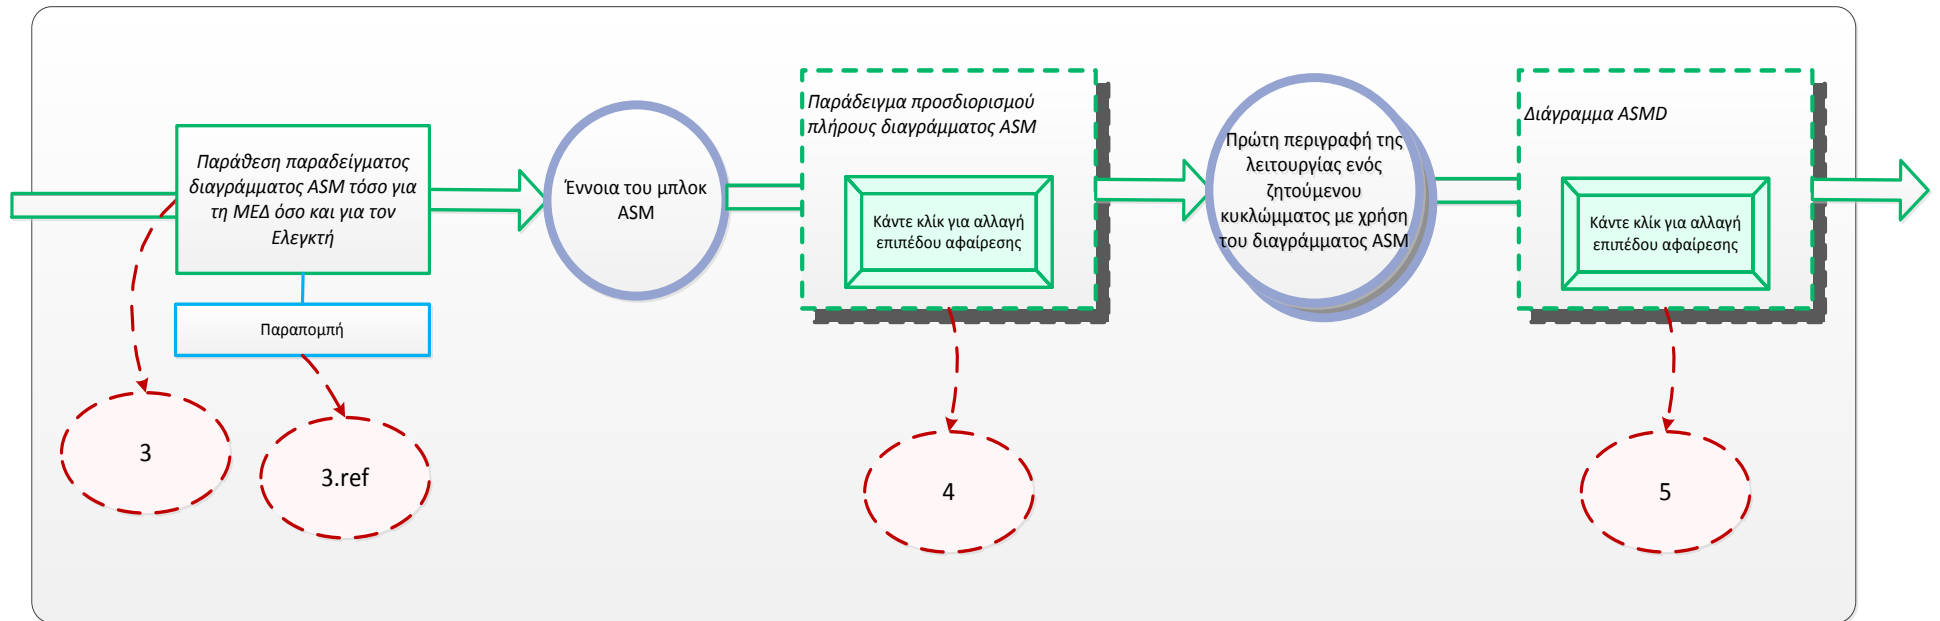 Παράθεση παραδείγματος
διαγράμματος ASM τόσο για
τη ΜΕΔ όσο και για τον
Ελεγκτή
Παραπομπή
3
3.ref
Έννοια του μπλοκ
ASM
Παράδειγμα προσδιορισμού
πλήρους διαγράμματος ASM
Κάντε κλίκ για αλλαγή
επιπέδου αφαίρεσης
4
Πρώτη περιγραφή της
λειτουργίας ενός
ζητούμενου
κυκλώμματος με χρήση
του διαγράμματος ASM
Διάγραμμα ASMD
Κάντε κλίκ για αλλαγή
επιπέδου αφαίρεσης
5